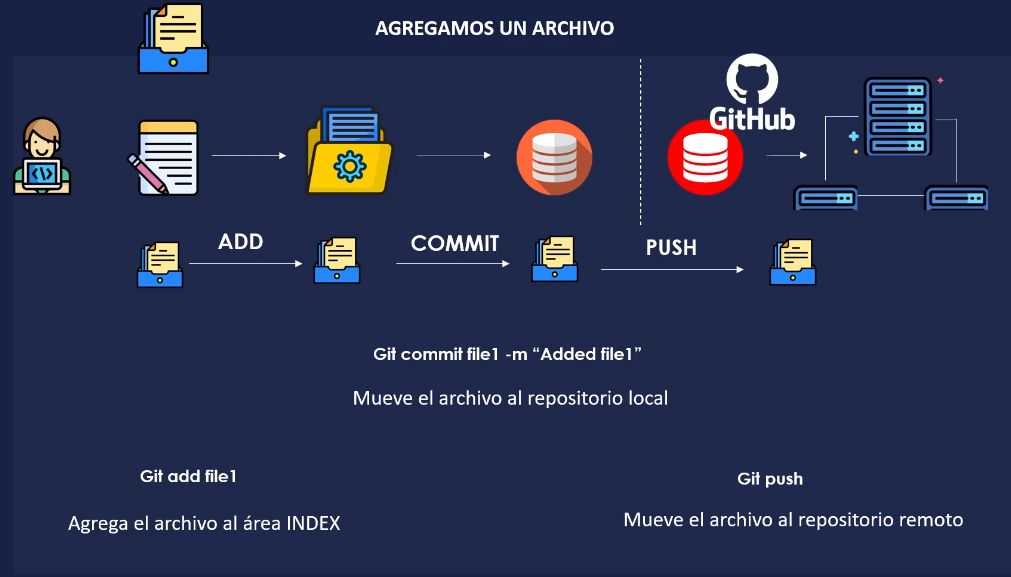 AGREGAMOS UN ARCHIVO
GitHub
ADD
COMMIT
PUSH
Git commit file1 -m “Added file1”
Mueve el archivo al repositorio local
Git add file1
Agrega el archivo al área INDEX
Git push
Mueve el archivo al repositorio remoto